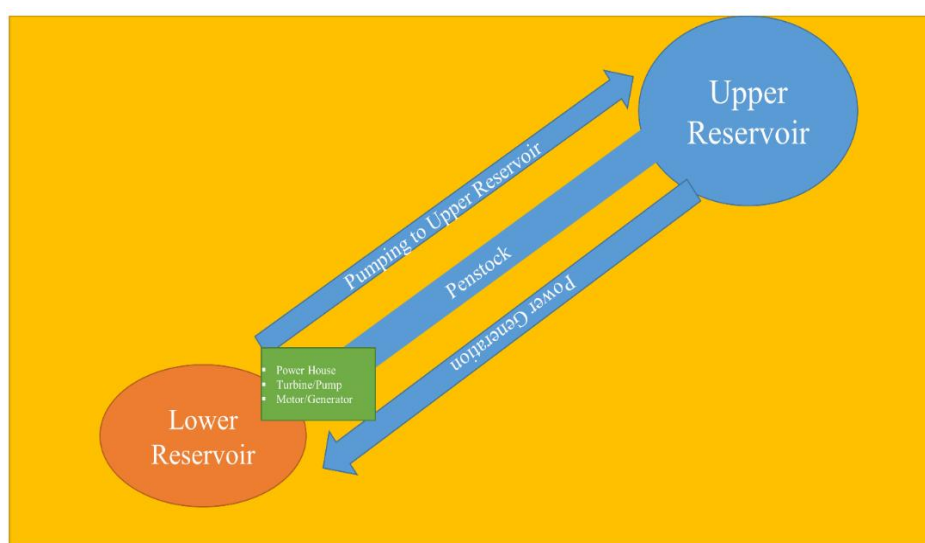 Upper
Reservoir
Pumping to Upper Reservoir
Penstock
Power Generation
• Power House
• Turbine/Pump
• Motor/Generator
Lower
Reservoir